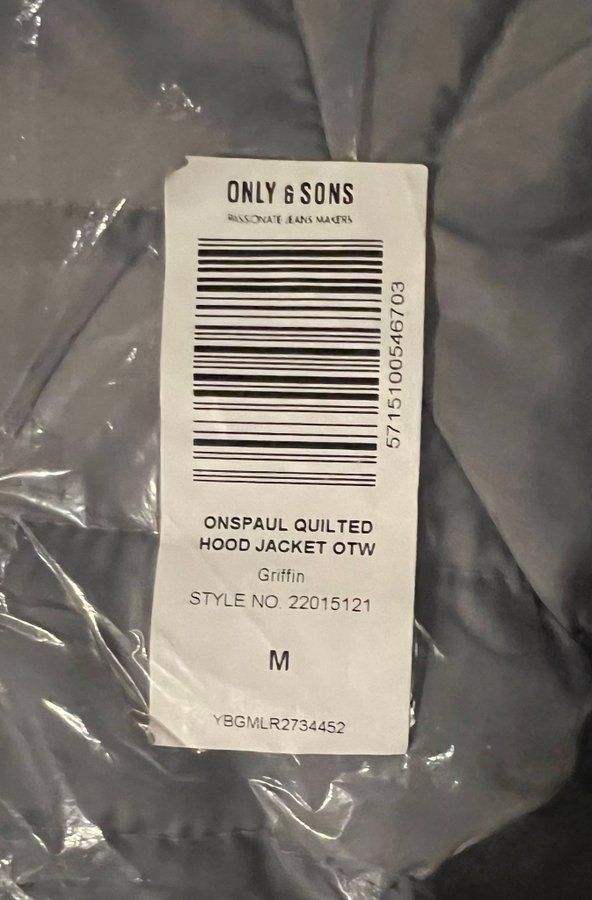 ONLY & SONS
PASSIONATE JEANS MAKERS
5715100546703
ONSPAUL QUILTED
HOOD JACKET OTW
Griffin
STYLE NO. 22015121
M
YBGMLR2734452